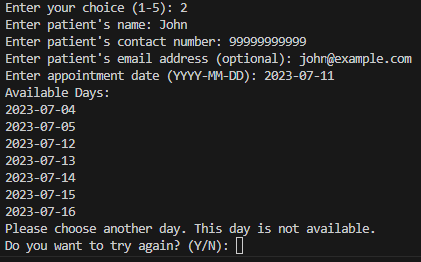 Enter your choice (1-5): 2
Enter patient's name: John
Enter patient's contact number: 99999999999
Enter patient's email address (optional): john@example.com
Enter appointment date (YYYY-MM-DD): 2023-07-11
Available Days:
2023-07-04
2023-07-05
2023-07-12
2023-07-13
2023-07-14
2023-07-15
2023-07-16
Please choose another day. This day is not available.
Do you want to try again? (Y/N):